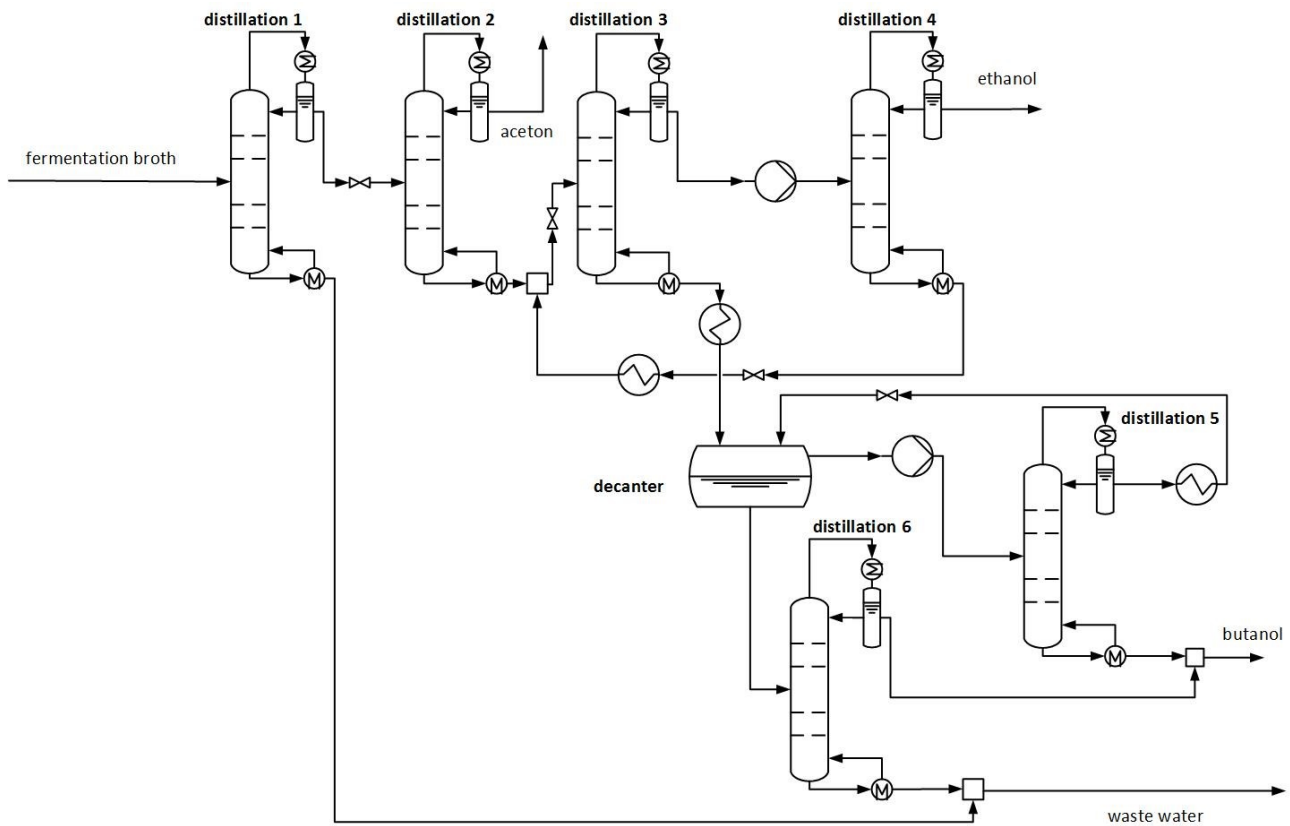 distillation 1
distillation 2
distillation 3
distillation 4
ethanol
aceton
fermentation broth
M
M
M
M
distillation 5
decanter
distillation 6
butanol
M
M
waste water